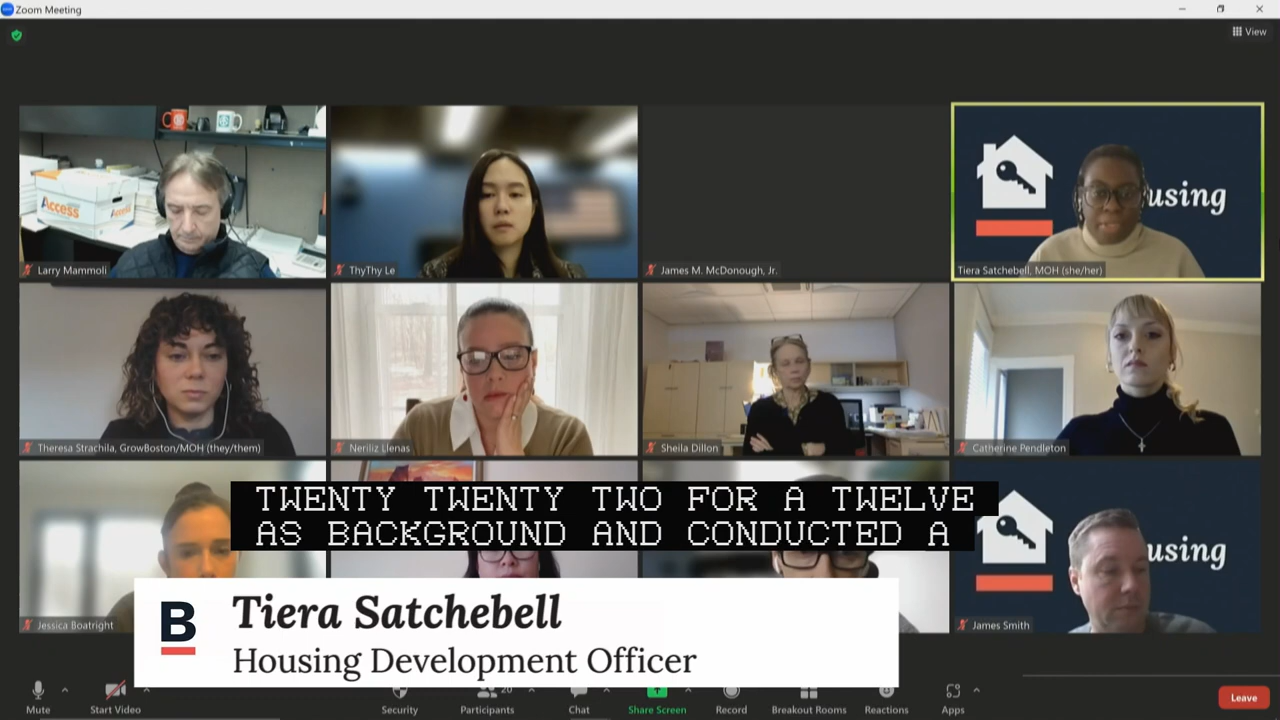 Zoom Meeting
View
Access
Access
Larry Mammoli
ThyThy Le
James M. McDonough, Jr.
using
Tiera Satchebell, MOH (she/her)
Theresa Strachila, GrowBoston/MOH (they/them)
Neriliz Llenas
Sheila Dillon
Catherine Pendleton
TWENTY TWENTY TWO FOR A TWELVE
AS BACKGROUND AND CONDUCTED A
using
Jessica Boatright
James Smith
B
Tiera Satchebell
Housing Development Officer
Mute
Start Video
Security
Participants
20
Chat
Share Screen
Record
Breakout Rooms
Reactions
Apps
Leave